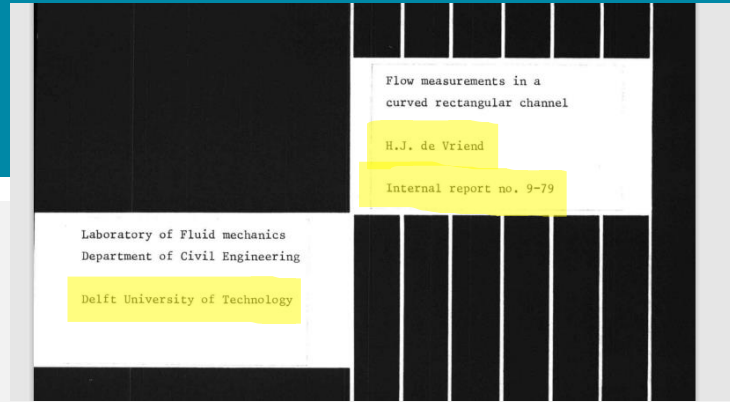 Flow measurements in a
curved rectangular channel
H.J. de Vriend
Internal report no. 9-79
Laboratory of Fluid mechanics
Department of Civil Engineering
Delft University of Technology